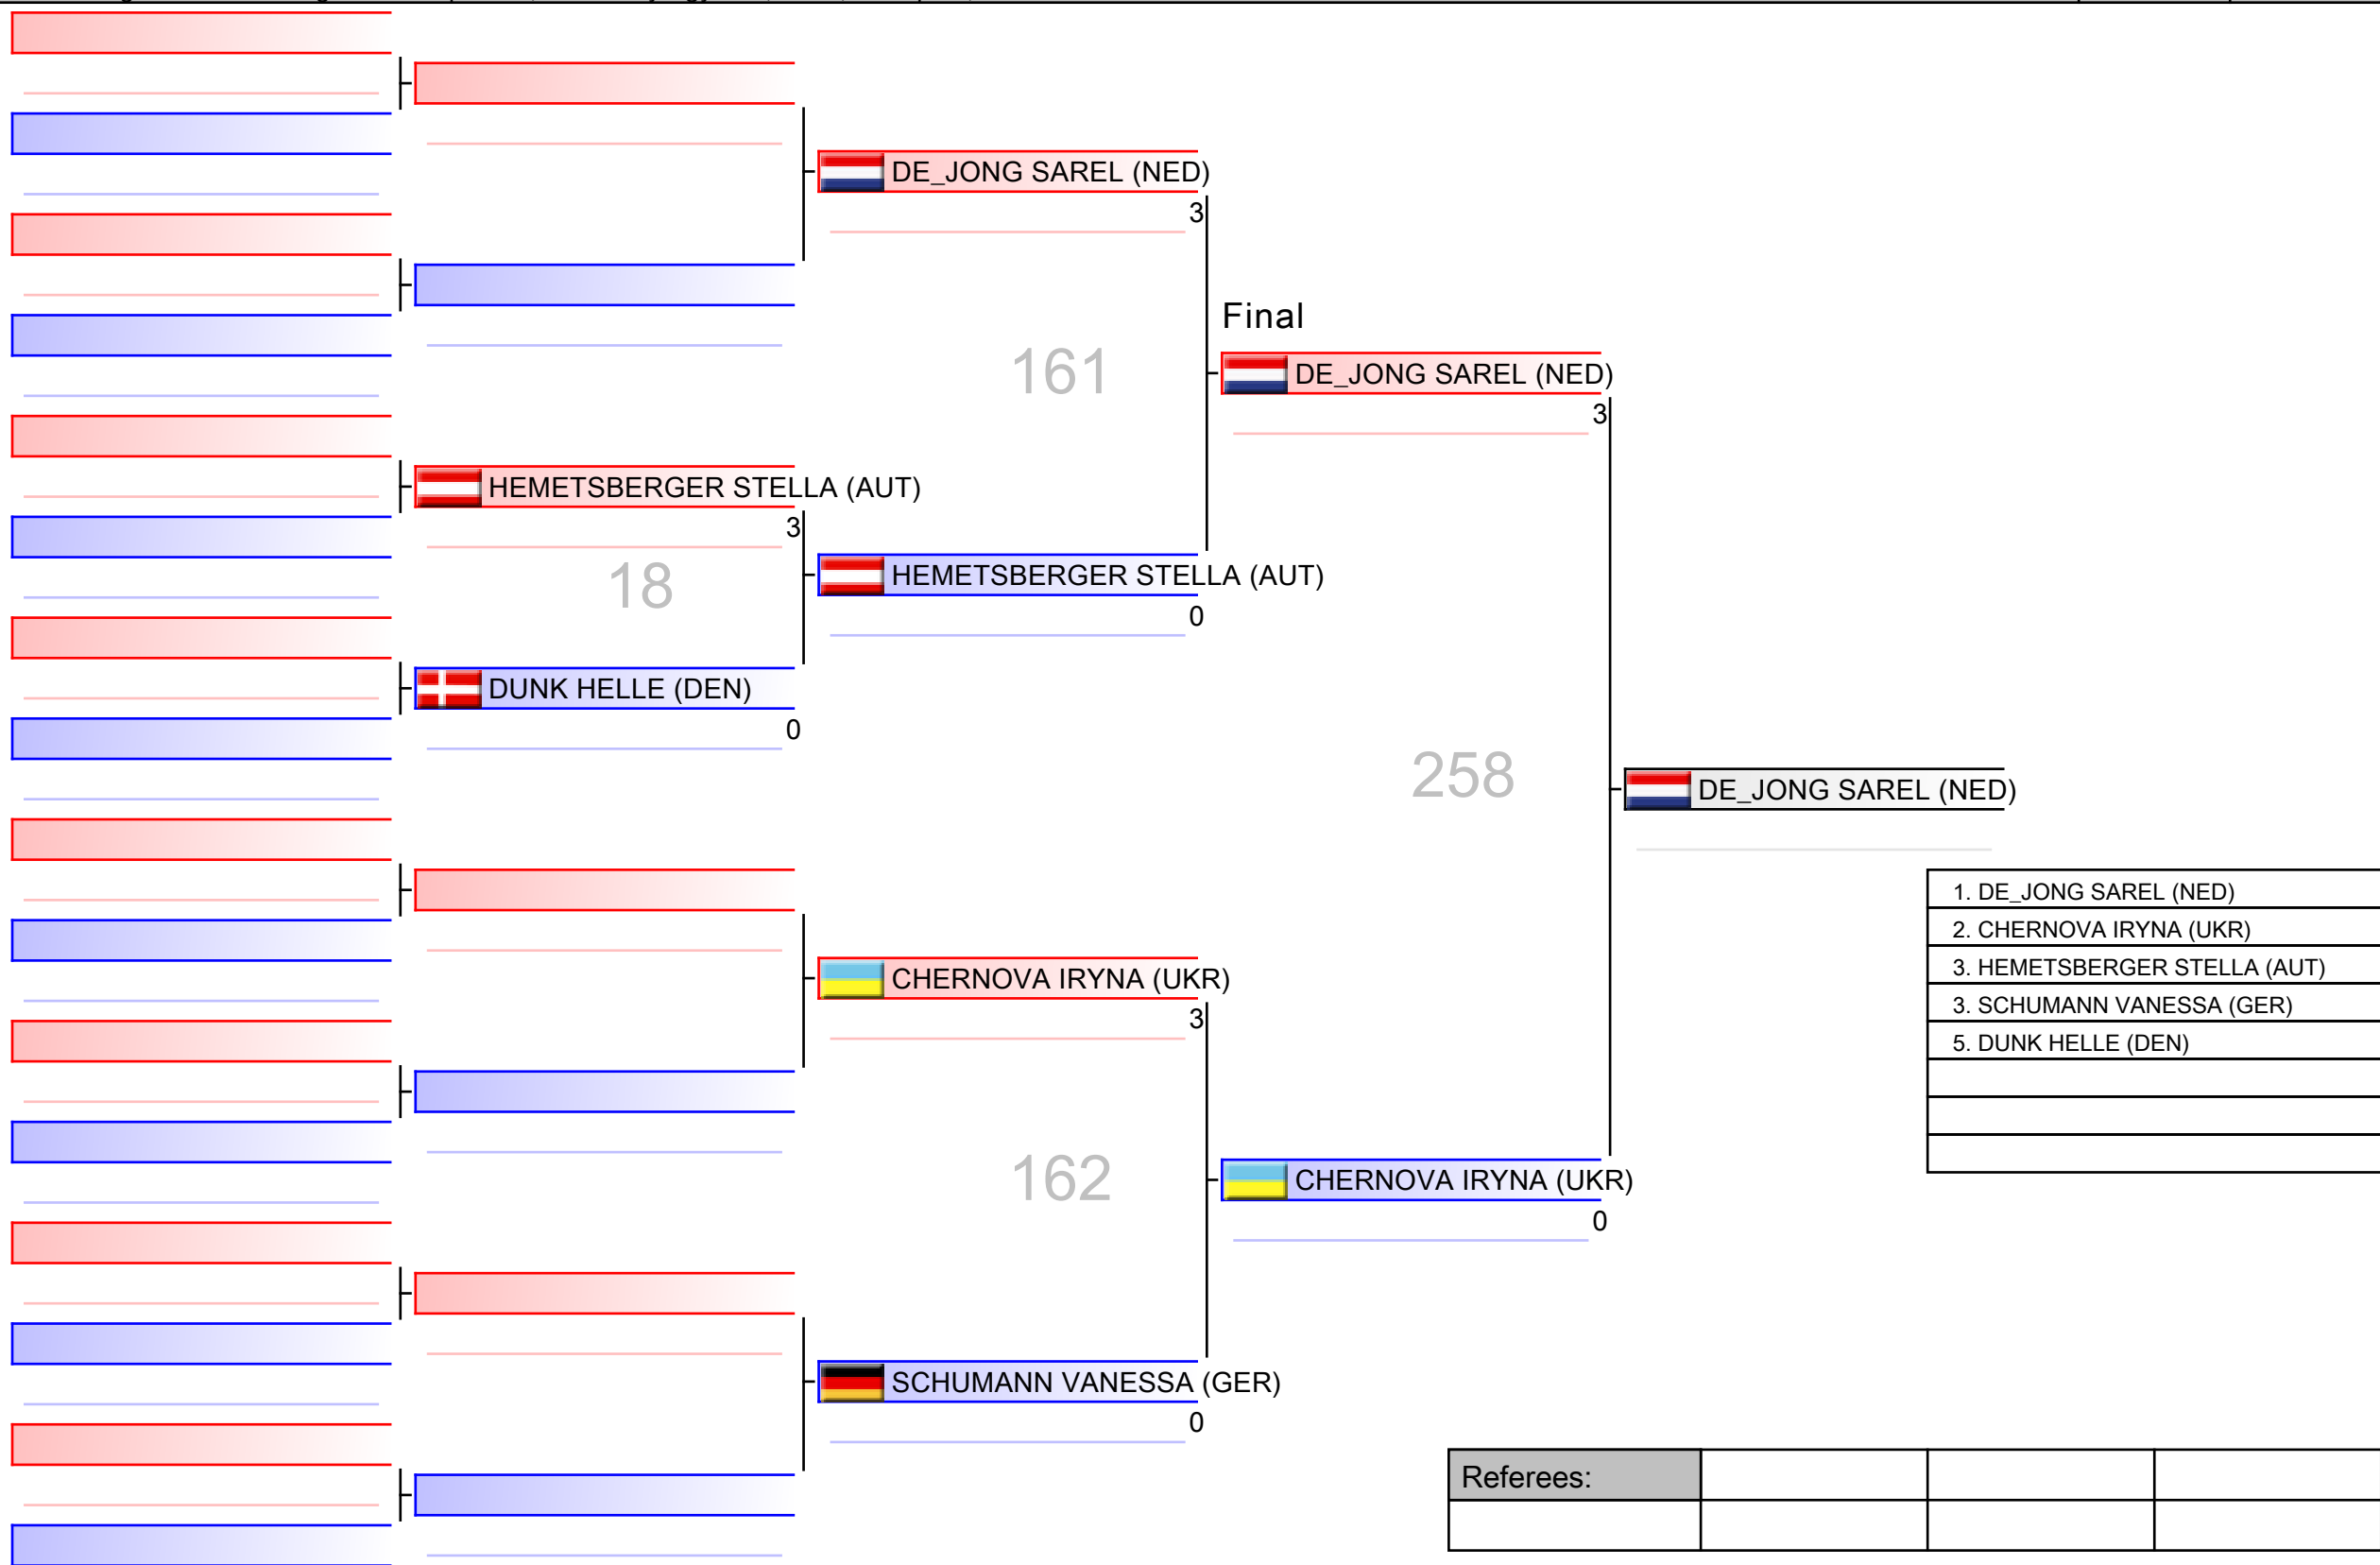 DE_JONG SAREL (NED)
3
161
Final
DE_JONG SAREL (NED)
3
HEMETSBERGER STELLA (AUT)
3
18
HEMETSBERGER STELLA (AUT)
0
DUNK HELLE (DEN)
0
258
DE_JONG SAREL (NED)
1. DE_JONG SAREL (NED)
2. CHERNOVA IRYNA (UKR)
3. HEMETSBERGER STELLA (AUT)
3. SCHUMANN VANESSA (GER)
5. DUNK HELLE (DEN)
CHERNOVA IRYNA (UKR)
3
162
CHERNOVA IRYNA (UKR)
0
SCHUMANN VANESSA (GER)
0
Referees: